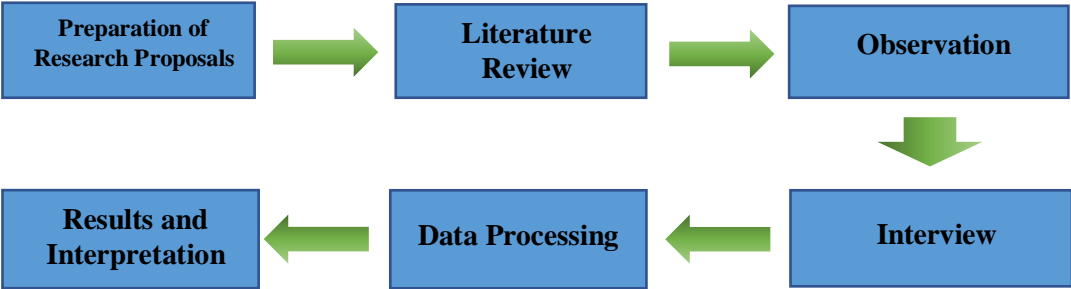 Preparation of
Research Proposals
Literature
Review
Observation
Interview
Data Processing
Results and
Interpretation